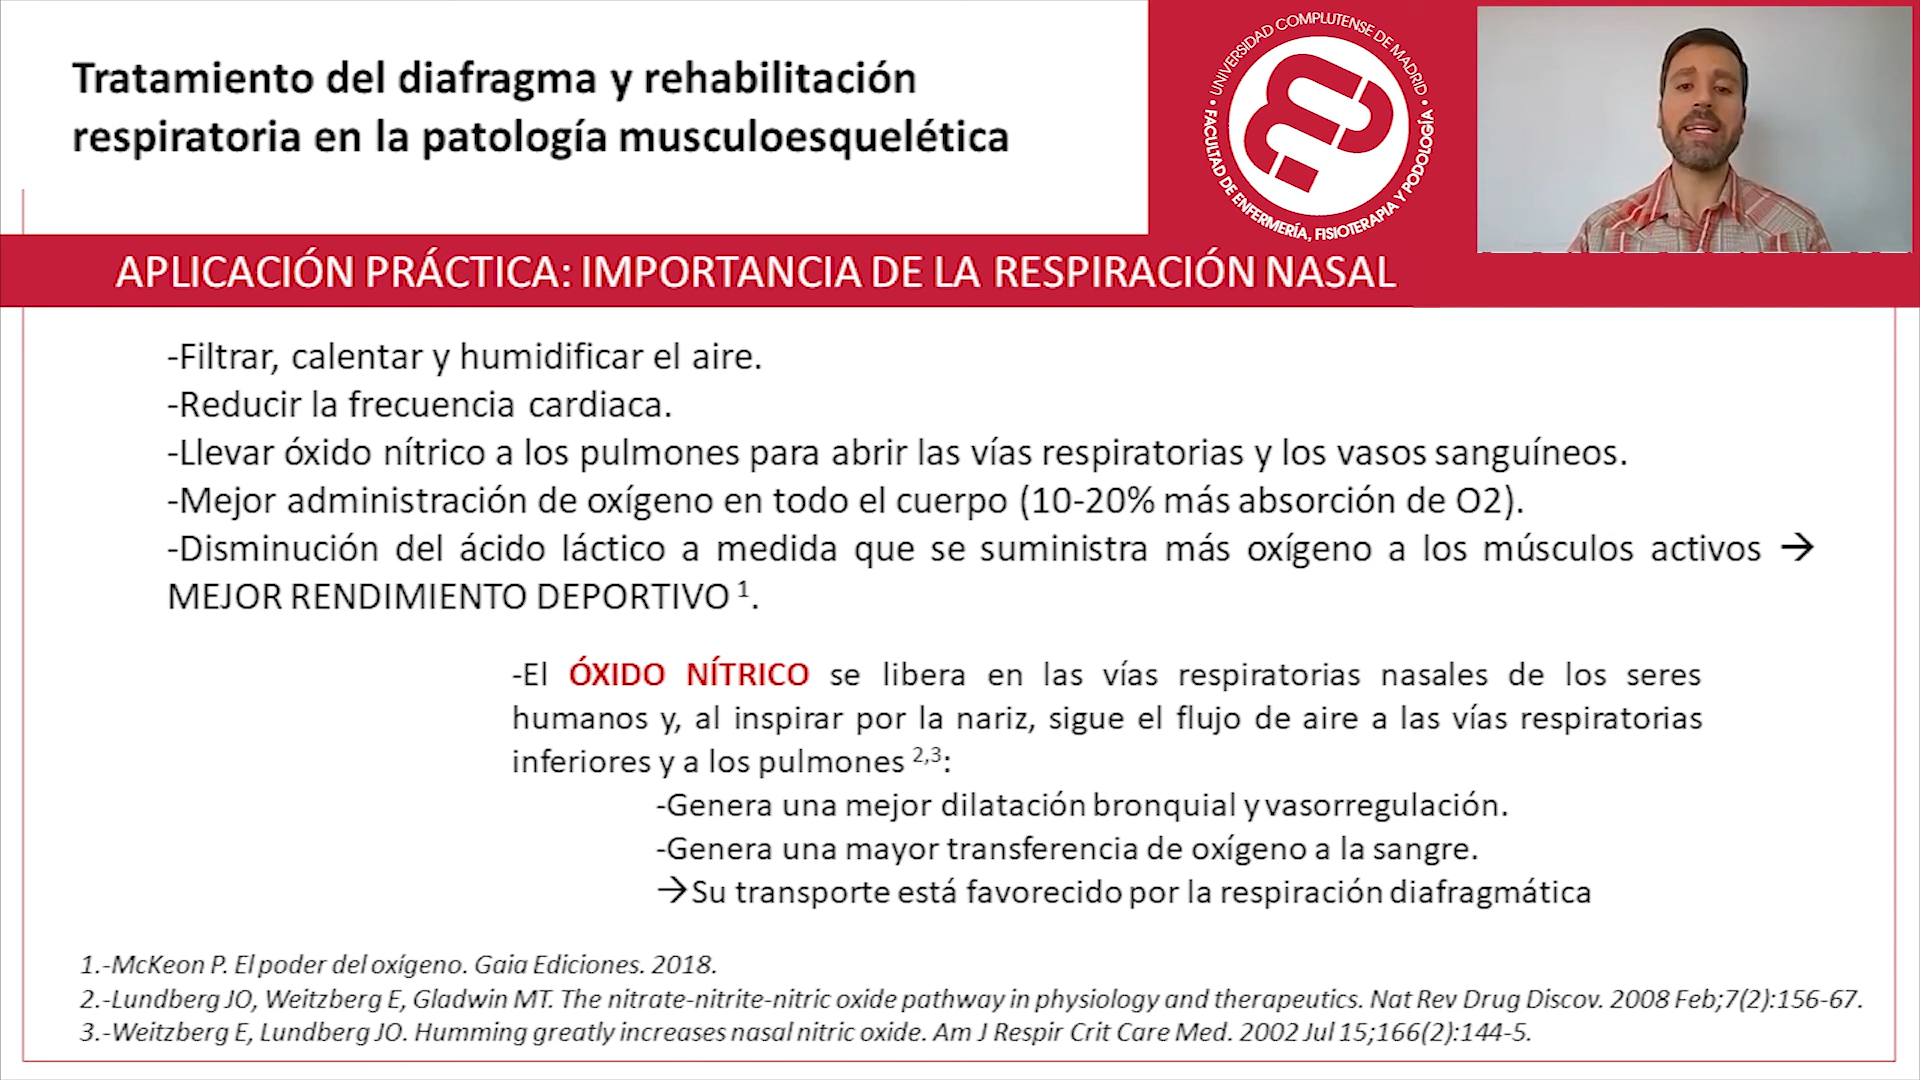 Tratamiento del diafragma y rehabilitación
respiratoria en la patología musculoesquelética
• UNIVERSIDAD COMPLUTENSE DE MADRID •
FACULTAD DE ENFERMERÍA, FISIOTERAPIA Y PODOLOGÍA
APLICACIÓN PRÁCTICA: IMPORTANCIA DE LA RESPIRACIÓN NASAL
-Filtrar, calentar y humidificar el aire.
-Reducir la frecuencia cardiaca.
-Llevar óxido nítrico a los pulmones para abrir las vías respiratorias y los vasos sanguíneos.
-Mejor administración de oxígeno en todo el cuerpo (10-20% más absorción de O2).
-Disminución del ácido láctico a medida que se suministra más oxígeno a los músculos activos →
MEJOR RENDIMIENTO DEPORTIVO ¹.
-El ÓXIDO NÍTRICO se libera en las vías respiratorias nasales de los seres
humanos y, al inspirar por la nariz, sigue el flujo de aire a las vías respiratorias
inferiores y a los pulmones ²,³:
-Genera una mejor dilatación bronquial y vasorregulación.
-Genera una mayor transferencia de oxígeno a la sangre.
→Su transporte está favorecido por la respiración diafragmática
1.-McKeon P. El poder del oxígeno. Gaia Ediciones. 2018.
2.-Lundberg JO, Weitzberg E, Gladwin MT. The nitrate-nitrite-nitric oxide pathway in physiology and therapeutics. Nat Rev Drug Discov. 2008 Feb;7(2):156-67.
3.-Weitzberg E, Lundberg JO. Humming greatly increases nasal nitric oxide. Am J Respir Crit Care Med. 2002 Jul 15;166(2):144-5.